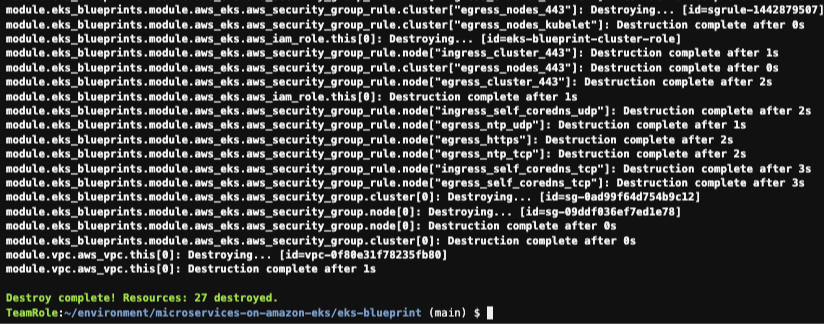 module.eks_blueprints.module.aws_eks.aws_security_group_rule.cluster["egress_nodes_443"]: Destroying... [id=sgrule-1442879507]
module.eks_blueprints.module.aws_eks.aws_security_group_rule.cluster["egress_nodes_kubelet"]: Destruction complete after 0s
module.eks_blueprints.module.aws_eks.aws_iam_role.this[0]: Destroying... [id=eks-blueprint-cluster-role]
module.eks_blueprints.module.aws_eks.aws_security_group_rule.node["ingress_cluster_443"]: Destruction complete after 1s
module.eks_blueprints.module.aws_eks.aws_security_group_rule.cluster["egress_nodes_443"]: Destruction complete after 0s
module.eks_blueprints.module.aws_eks.aws_security_group_rule.node["egress_cluster_443"]: Destruction complete after 2s
module.eks_blueprints.module.aws_eks.aws_iam_role.this[0]: Destruction complete after 1s
module.eks_blueprints.module.aws_eks.aws_security_group_rule.node["ingress_self_coredns_udp"]: Destruction complete after 2s
module.eks_blueprints.module.aws_eks.aws_security_group_rule.node["egress_ntp_udp"]: Destruction complete after 1s
module.eks_blueprints.module.aws_eks.aws_security_group_rule.node["egress_https"]: Destruction complete after 2s
module.eks_blueprints.module.aws_eks.aws_security_group_rule.node["egress_ntp_tcp"]: Destruction complete after 2s
module.eks_blueprints.module.aws_eks.aws_security_group_rule.node["ingress_self_coredns_tcp"]: Destruction complete after 3s
module.eks_blueprints.module.aws_eks.aws_security_group_rule.node["egress_self_coredns_tcp"]: Destruction complete after 3s
module.eks_blueprints.module.aws_eks.aws_security_group.cluster[0]: Destroying... [id=sg-0ad99f64d754b9c12]
module.eks_blueprints.module.aws_eks.aws_security_group.node[0]: Destroying... [id=sg-09ddf036ef7ed1e78]
module.eks_blueprints.module.aws_eks.aws_security_group.node[0]: Destruction complete after 0s
module.eks_blueprints.module.aws_eks.aws_security_group.cluster[0]: Destruction complete after 0s
module.vpc.aws_vpc.this[0]: Destroying... [id=vpc-0f80e31f78235fb80]
module.vpc.aws_vpc.this[0]: Destruction complete after 1s
Destroy complete! Resources: 27 destroyed.
TeamRole:~/environment/microservices-on-amazon-eks/eks-blueprint (main) $